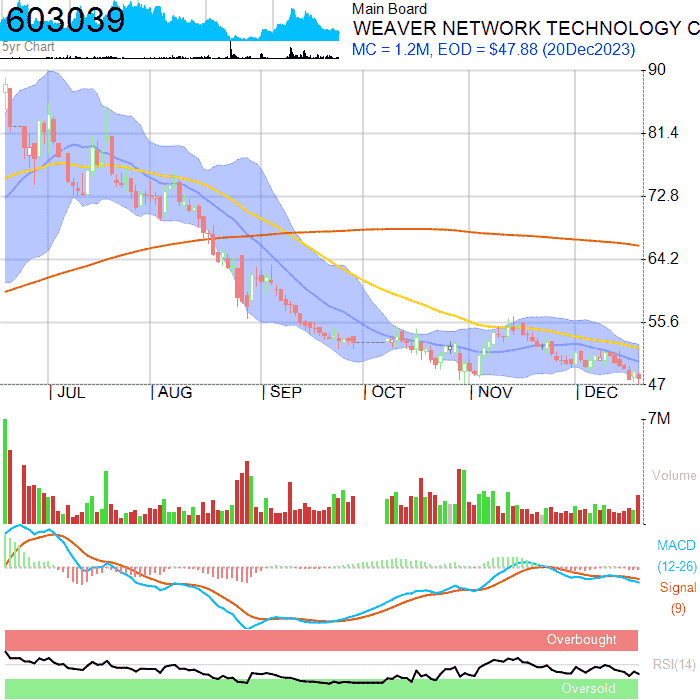 603039
5yr Chart
Main Board
WEAVER NETWORK TECHNOLOGY C
MC = 1.2M, EOD = $47.88 (20Dec2023)
90
81.4
72.8
64.2
55.6
47
JUL
AUG
SEP
OCT
NOV
DEC
7M
Volume
MACD
(12-26)
Signal
(9)
Overbought
RSI(14)
Oversold